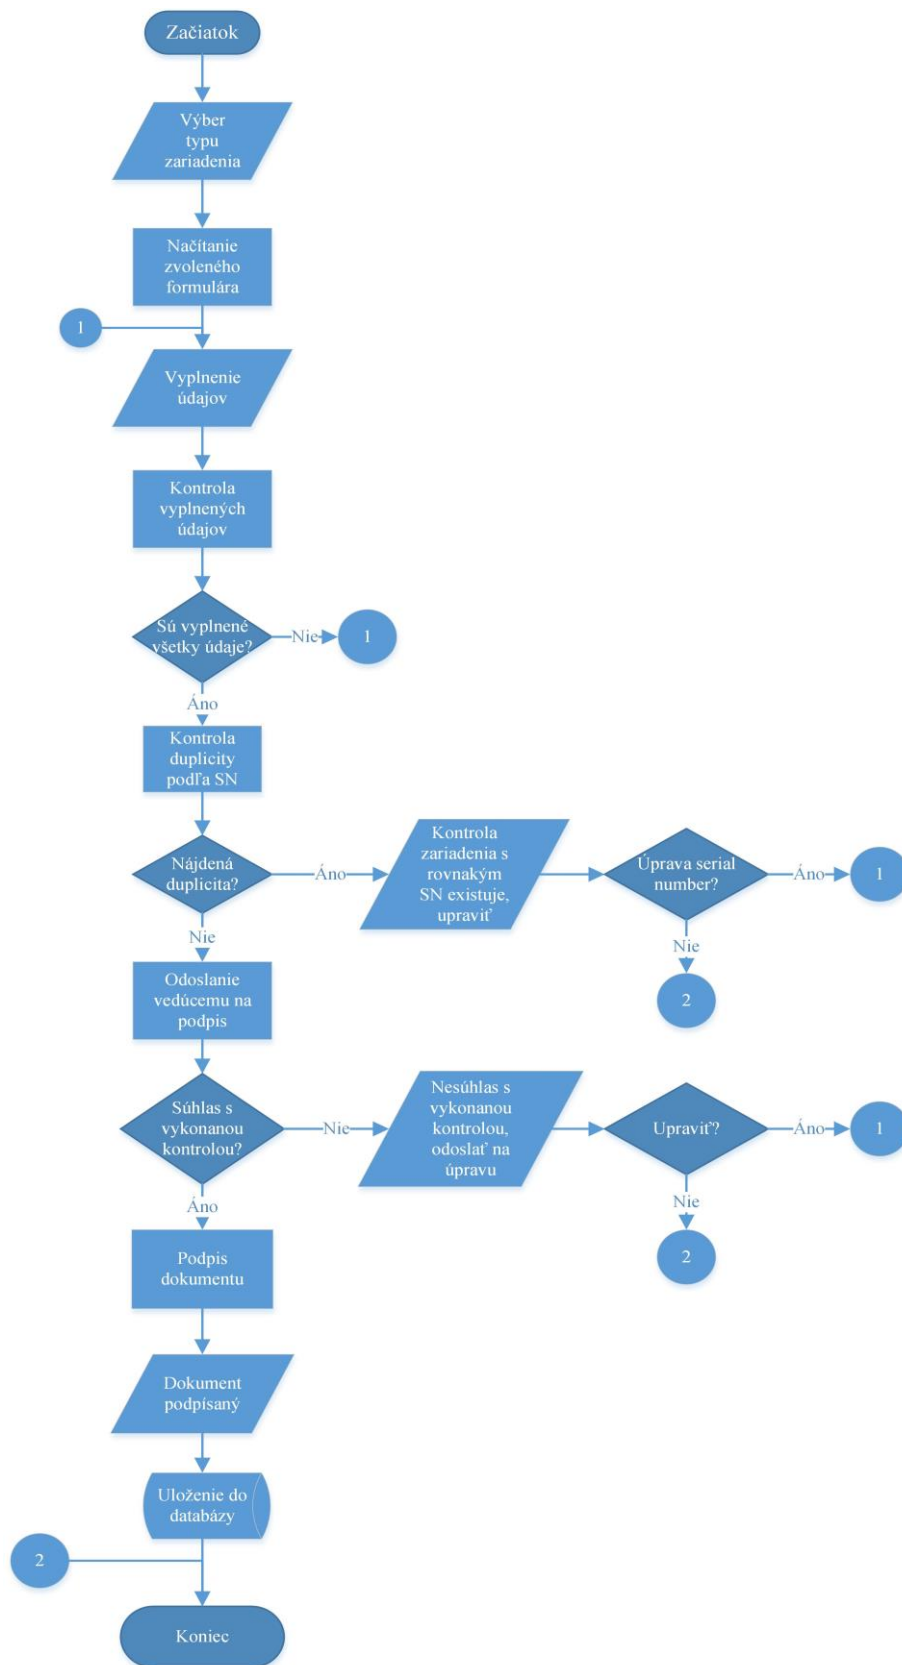 Začiatok
Výber
typu
zariadenia
Načítanie
zvoleného
formulára
1
Vyplnenie
údajov
Kontrola
vyplnených
údajov
Sú vyplnené
všetky údaje?
Nie
1
Áno
Kontrola
duplicity
podľa SN
Nájdená
duplicita?
Áno
Kontrola
zariadenia s
rovnakým
SN existuje,
upraviť
Úprava serial
number?
Áno
1
Nie
2
Nie
Odoslanie
vedúcemu na
podpis
Súhlas s
vykonanou
kontrolou?
Nie
Nesúhlas s
vykonanou
kontrolou,
odoslať na
úpravu
Upraviť?
Áno
1
Nie
2
Áno
Podpis
dokumentu
Dokument
podpísaný
Uloženie do
databázy
2
Koniec